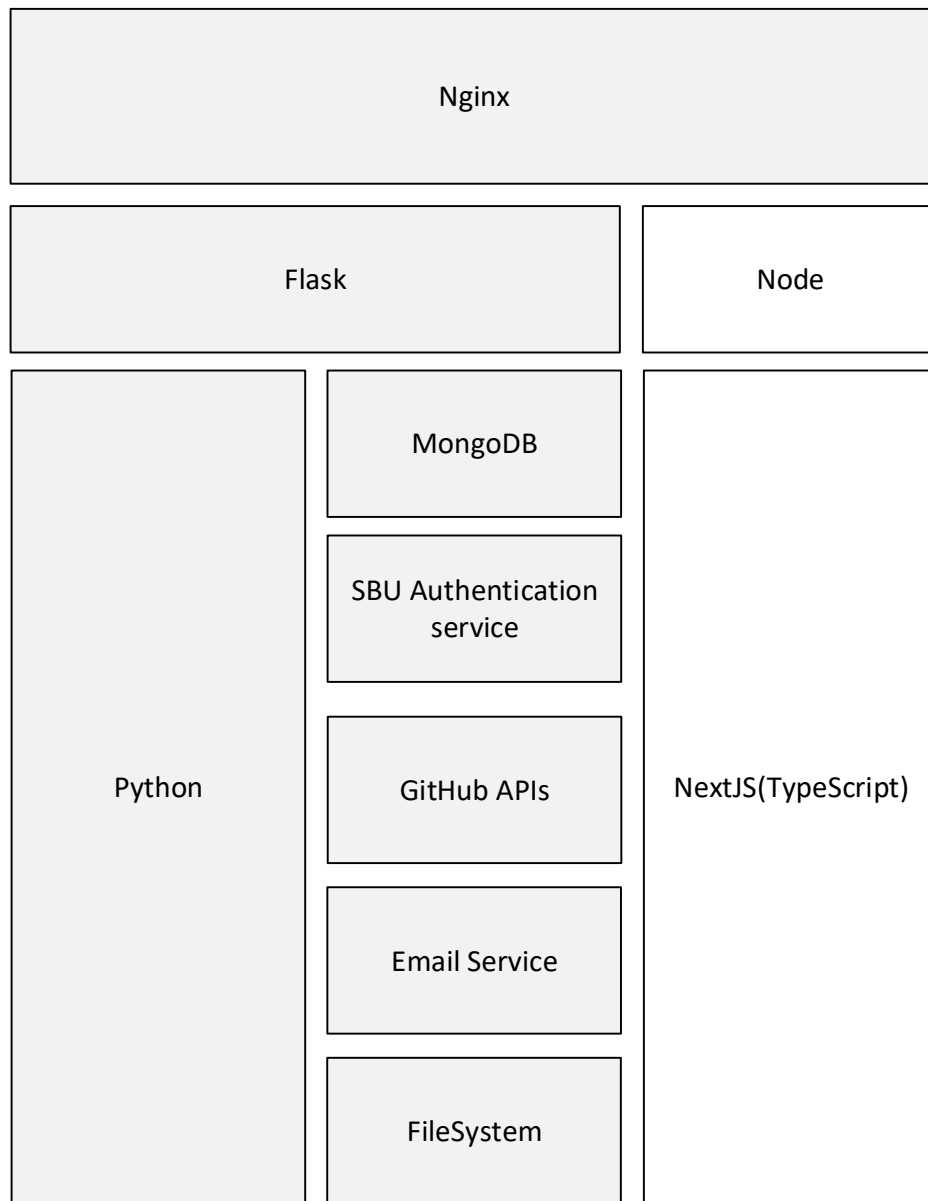 Nginx
Flask
Node
MongoDB
SBU Authentication
service
Python
GitHub APIs
NextJS(TypeScript)
Email Service
FileSystem